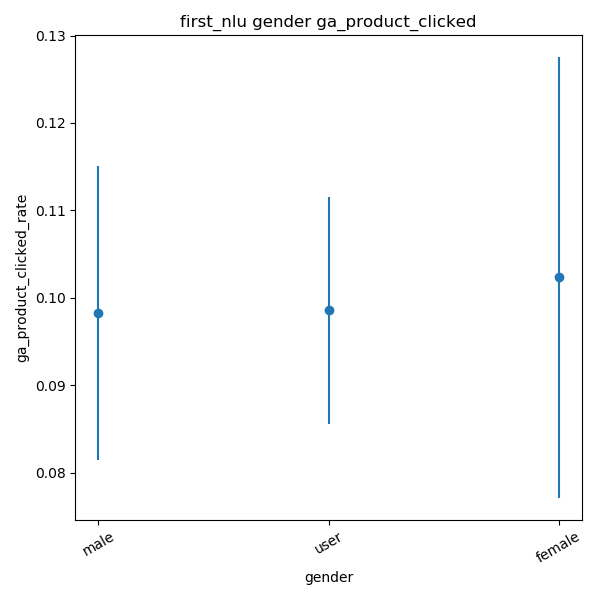 first_nlu gender ga_product_clicked
0.13
0.12
0.11
0.10
0.09
0.08
ga_product_clicked_rate
male
user
female
gender